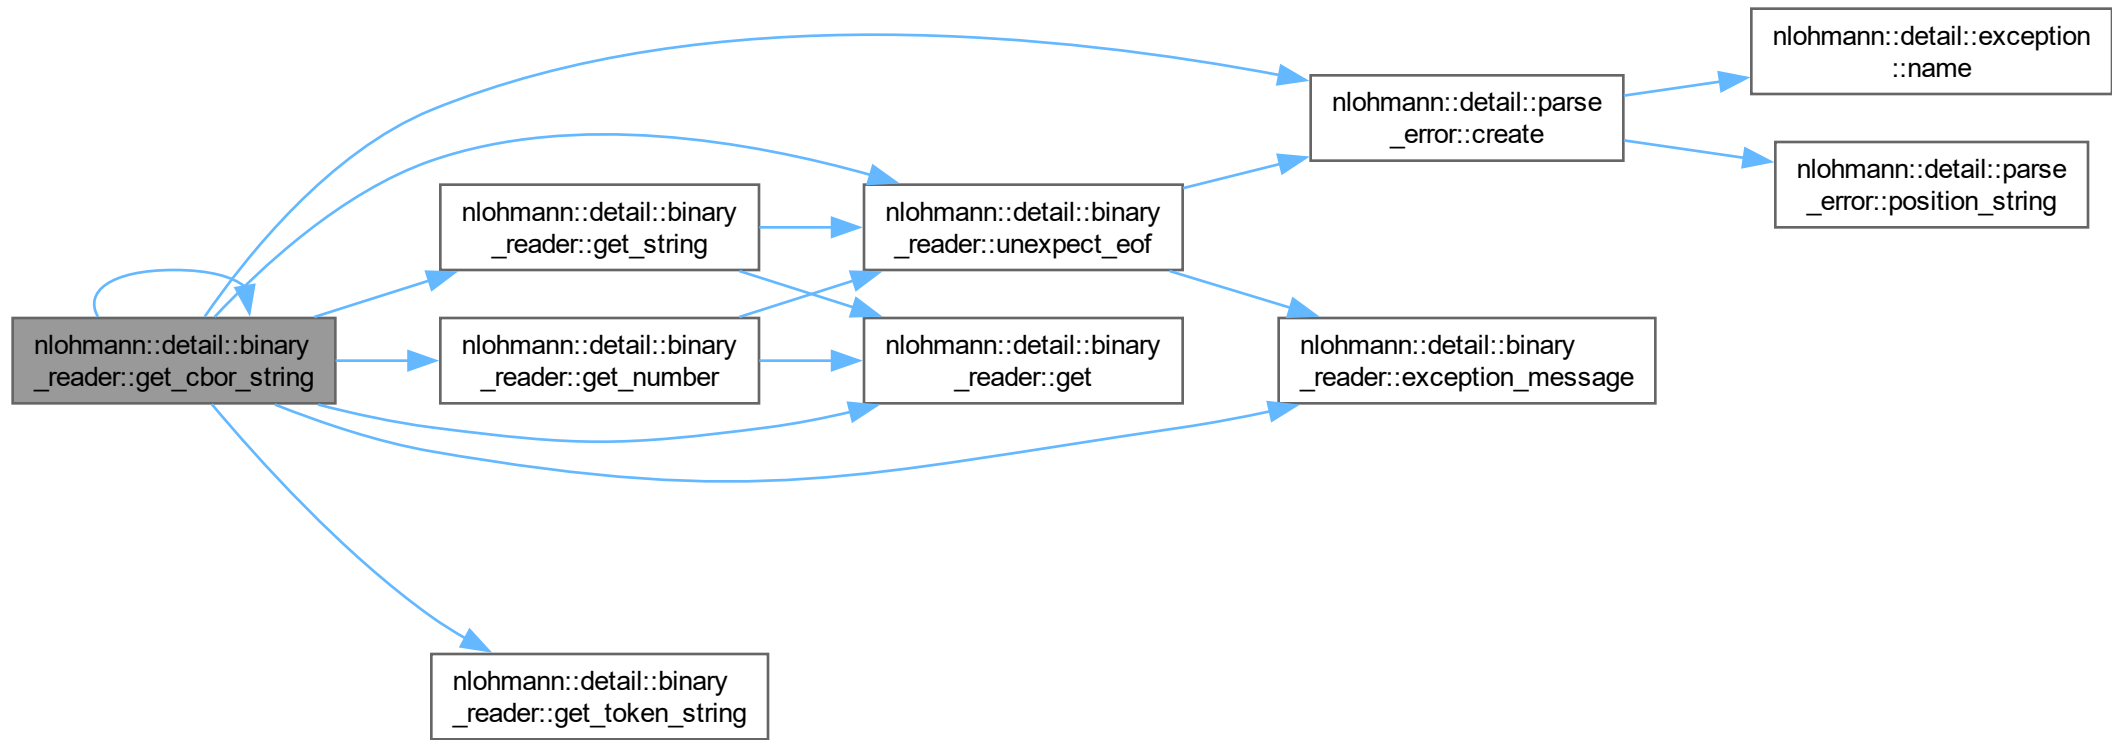 nlohmann::detail::exception
::name
nlohmann::detail::parse
_error::create
nlohmann::detail::parse
_error::position_string
nlohmann::detail::binary
_reader::get_string
nlohmann::detail::binary
_reader::unexpect_eof
nlohmann::detail::binary
_reader::get_cbor_string
nlohmann::detail::binary
_reader::get_number
nlohmann::detail::binary
_reader::get
nlohmann::detail::binary
_reader::exception_message
nlohmann::detail::binary
_reader::get_token_string